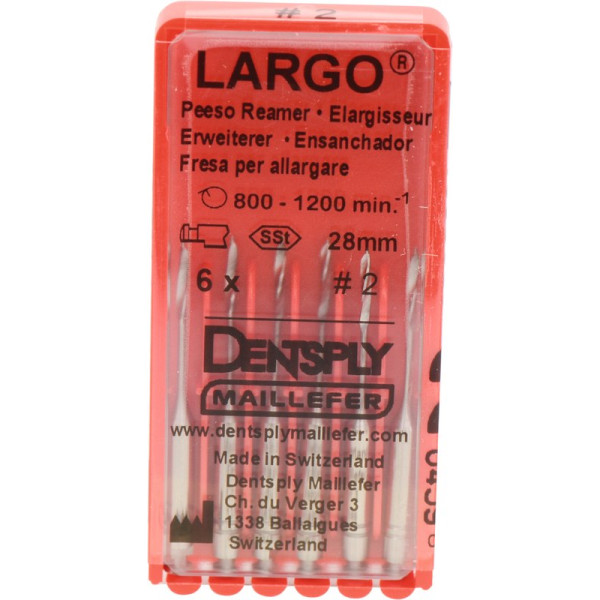 # 2
LARGO®
Peeso Reamer · Elargisseur
Erweiterer · Ensanchador
Fresa per allargare
800 - 1200 min.-1
SSt 28mm
6 x # 2
DENTSPLY
MAILLEFER
www.dentsplymaillefer.com
Made in Switzerland
Dentsply Maillefer
Ch. du Verger 3
1338 Ballaigues
Switzerland